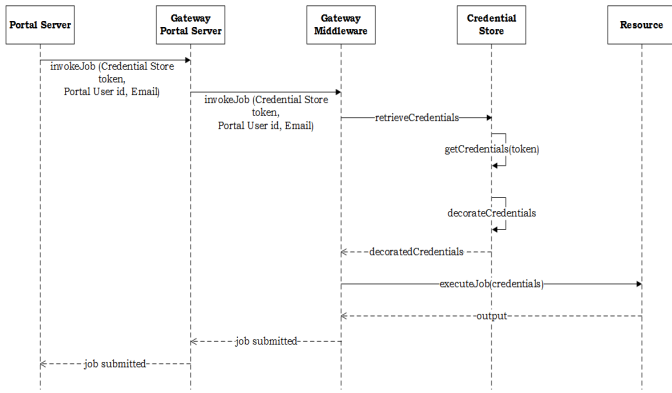 Portal Server
Gateway
Portal Server
Gateway
Middleware
Credential
Store
Resource
invokeJob (Credential Store
token,
Portal User id, Email)
invokeJob (Credential Store
token,
Portal User id, Email)
retrieveCredentials
getCredentials(token)
decorateCredentials
decoratedCredentials
executeJob(credentials)
output
job submitted
job submitted